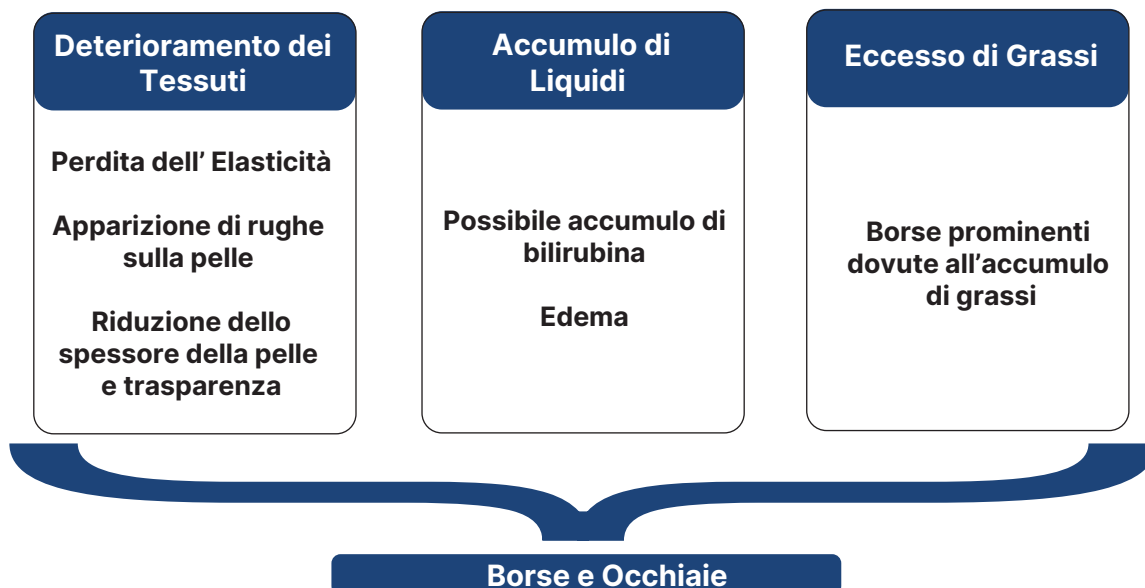 Deterioramento dei
Tessuti
Perdita dell’ Elasticità
Apparizione di rughe
sulla pelle
Riduzione dello
spessore della pelle
e trasparenza
Accumulo di
Liquidi
Possibile accumulo di
bilirubina
Edema
Eccesso di Grassi
Borse prominenti
dovute all’accumulo
di grassi
Borse e Occhiaie